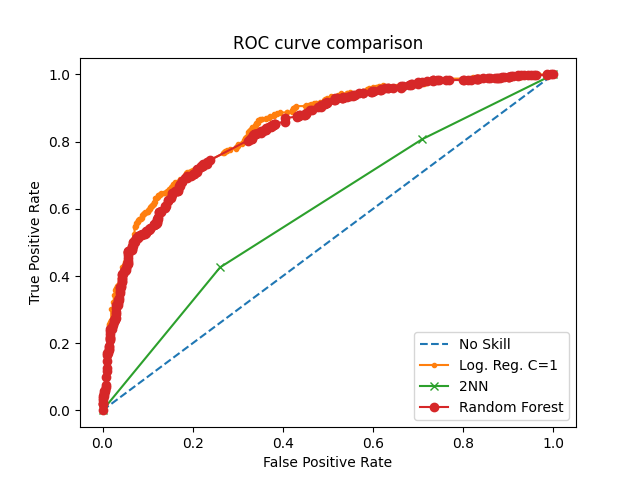 ROC curve comparison
True Positive Rate
1.0
0.8
0.6
0.4
0.2
0.0
0.0 0.2 0.4 0.6 0.8 1.0
False Positive Rate
No Skill
Log. Reg. C=1
2NN
Random Forest